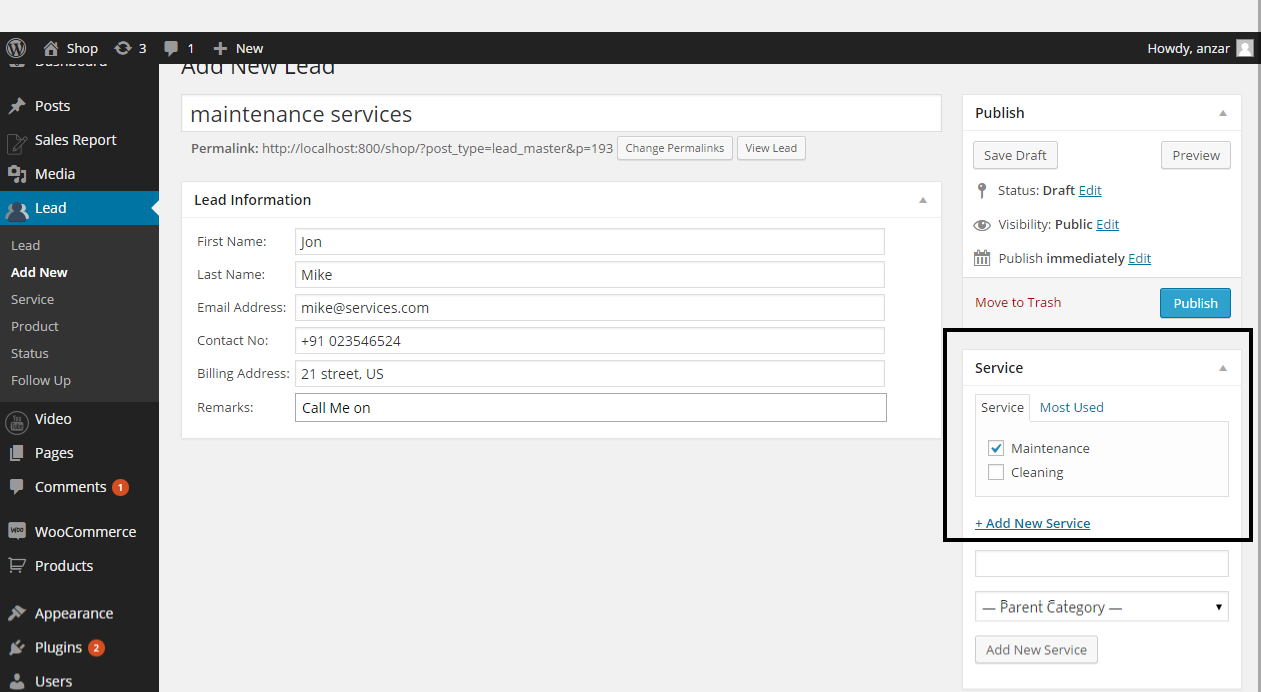 Shop 3 1 New Howdy, anzar
Dashboard
Posts
Sales Report
Media
Lead
Lead
Add New
Service
Product
Status
Follow Up
Video
Pages
Comments 1
WooCommerce
Products
Appearance
Plugins 2
Users
Add New Lead
maintenance services
Permalink: http://localhost:800/shop/?post_type=lead_master&p=193 Change Permalinks View Lead
Lead Information
First Name: Jon
Last Name: Mike
Email Address: mike@services.com
Contact No: +91 023546524
Billing Address: 21 street, US
Remarks: Call Me on
Publish
Save Draft Preview
Status: Draft Edit
Visibility: Public Edit
Publish immediately Edit
Move to Trash Publish
Service
Service Most Used
Maintenance
Cleaning
+ Add New Service
— Parent Category —
Add New Service